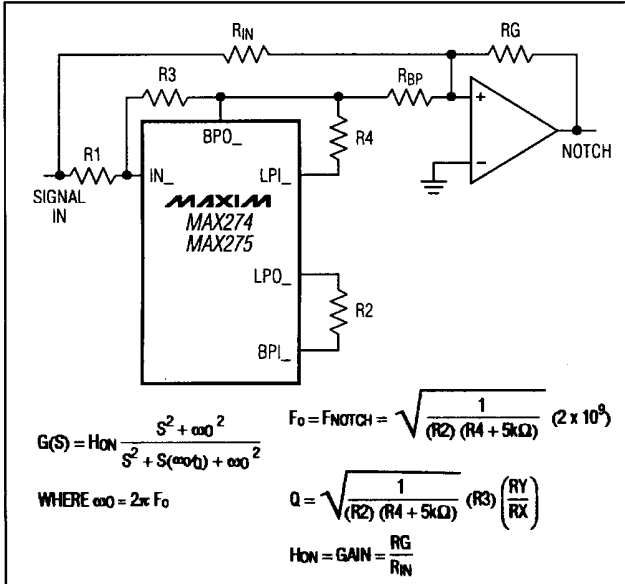 RIN
RG
R3
RBP
R1
BPO_
R4
+
IN_
LPI_
−
NOTCH
SIGNAL
IN
MAXIM
MAX274
MAX275
LPO_
R2
BPI_
G(S) = HON (S² + ω0²) / (S² + S(ω0/Q) + ω0²)
WHERE ω0 = 2π F0
F0 = FNOTCH = √(1 / ((R2) (R4 + 5kΩ))) (2 x 10⁹)
Q = √(1 / ((R2) (R4 + 5kΩ))) (R3) (RY/RX)
HON = GAIN = RG/RIN